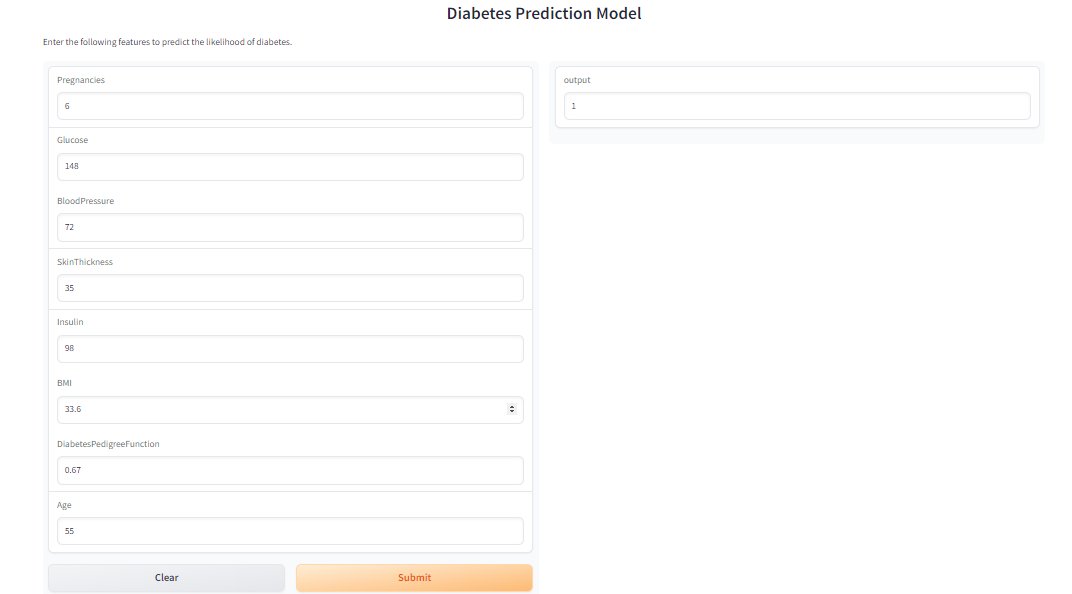 Diabetes Prediction Model
Enter the following features to predict the likelihood of diabetes.
Pregnancies
6
Glucose
148
BloodPressure
72
SkinThickness
35
Insulin
98
BMI
33.6
DiabetesPedigreeFunction
0.67
Age
55
Clear
Submit
output
1